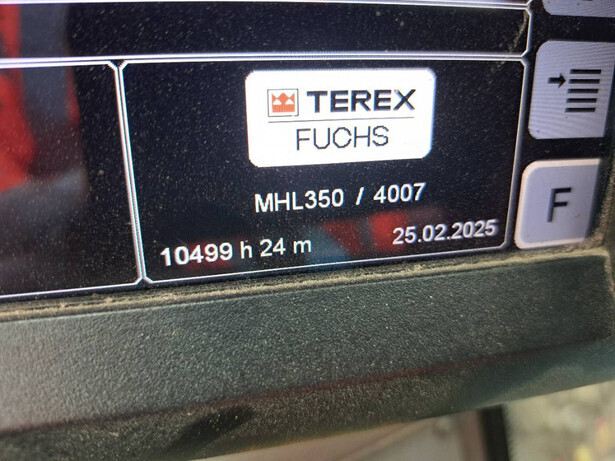 TEREX
FUCHS
MHL350 / 4007
10499 h 24 m 25.02.2025
F